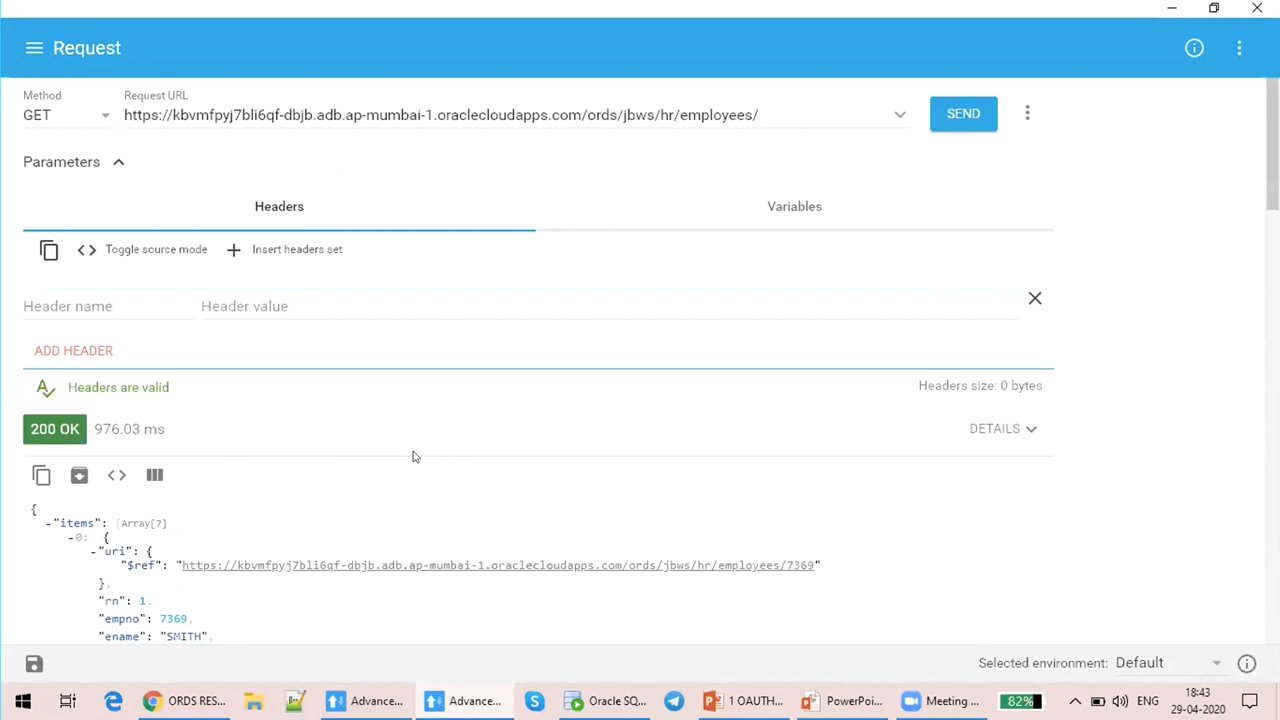 Request
Method
Request URL
GET
https://kbvmfpyj7bli6qf-dbjb.adb.ap-mumbai-1.oraclecloudapps.com/ords/jbws/hr/employees/
SEND
Parameters
Headers
Variables
Toggle source mode
Insert headers set
Header name
Header value
ADD HEADER
Headers are valid
Headers size: 0 bytes
200 OK
976.03 ms
DETAILS
{
-"items": [Array[7]
-0: {
-"uri": {
"$ref": "https://kbvmfpyj7bli6qf-dbjb.adb.ap-mumbai-1.oraclecloudapps.com/ords/jbws/hr/employees/7369"
},
"rn": 1,
"empno": 7369,
"ename": "SMITH",
Selected environment: Default
ORDS RES...
Advance...
Advance...
Oracle SQ...
1 OAUTH...
PowerPoi...
Meeting ...
82%
ENG
18:43
29-04-2020